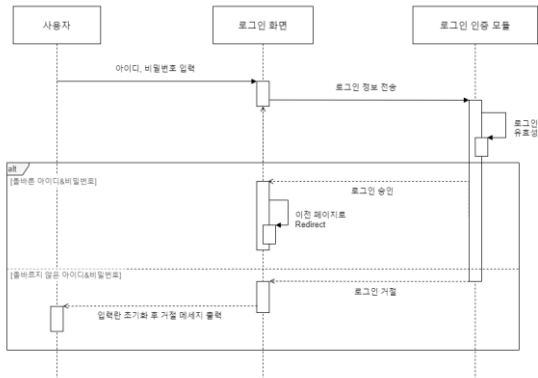 사용자
로그인 화면
로그인 인증 모듈
아이디, 비밀번호 입력
로그인 정보 전송
로그인
유효성
alt
[올바른 아이디&비밀번호]
로그인 승인
이전 페이지로
Redirect
[올바르지 않은 아이디&비밀번호]
로그인 거절
입력란 초기화 후 거절 메세지 출력